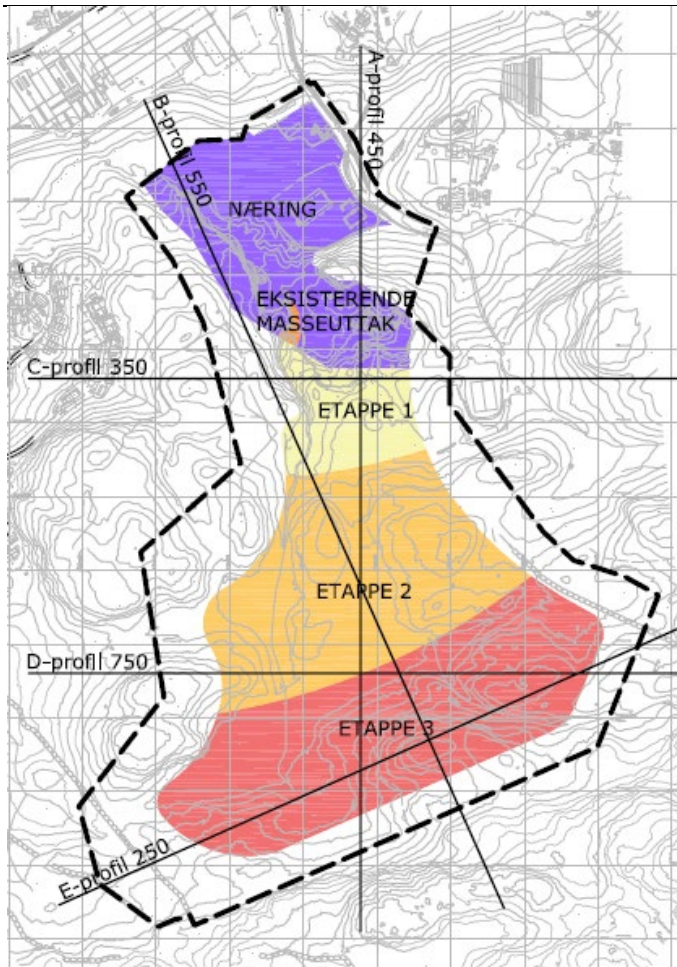 A-profil 450
B-profil 550
NÆRING
EKSISTERENDE
MASSEUTTAK
C-profil 350
ETAPPE 1
ETAPPE 2
D-profil 750
ETAPPE 3
E-profil 250